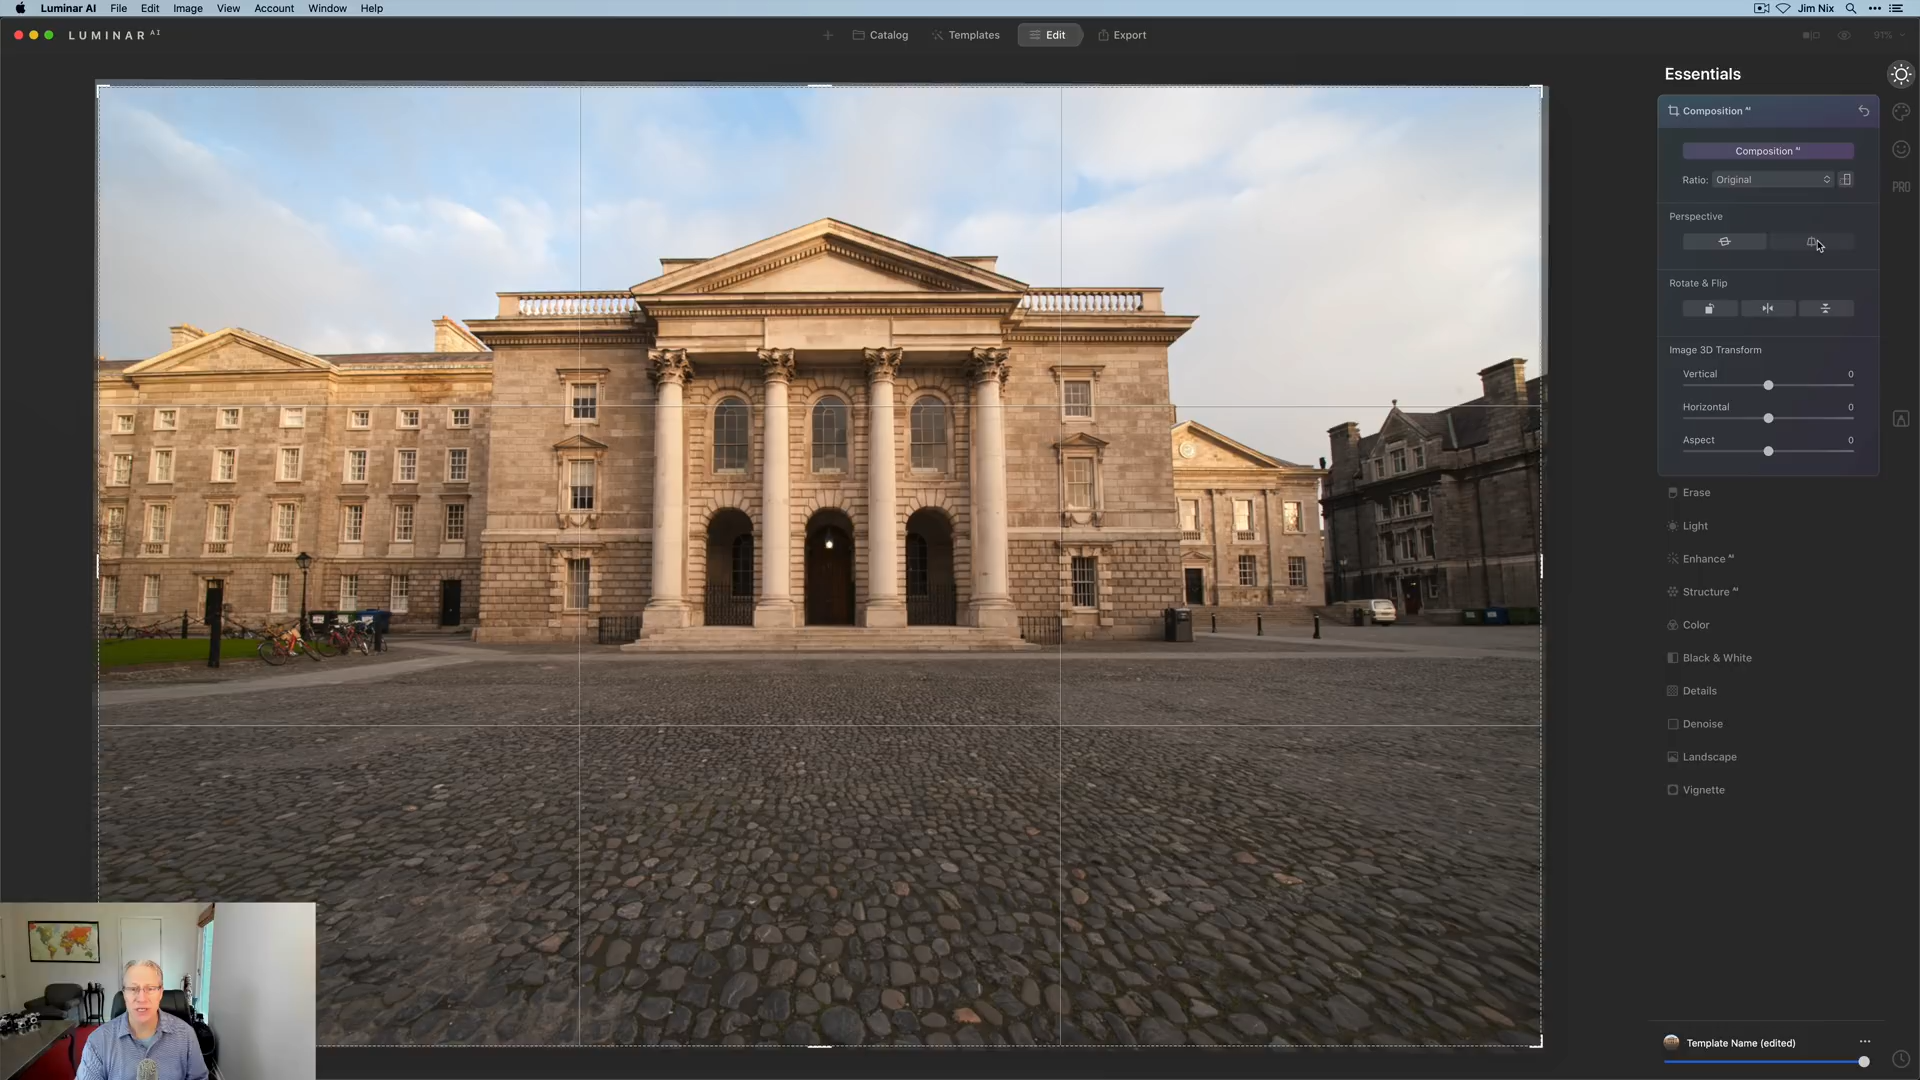 Luminar AI File Edit Image View Account Window Help Jim Nix
LUMINAR AI Catalog Templates Edit Export 91%
Essentials
Composition AI
PRO
Composition AI
Ratio: Original
Perspective
Rotate & Flip
Image 3D Transform
Vertical 0
Horizontal 0
Aspect 0
Erase
Light
Enhance AI
Structure AI
Color
Black & White
Details
Denoise
Landscape
Vignette
Template Name (edited)